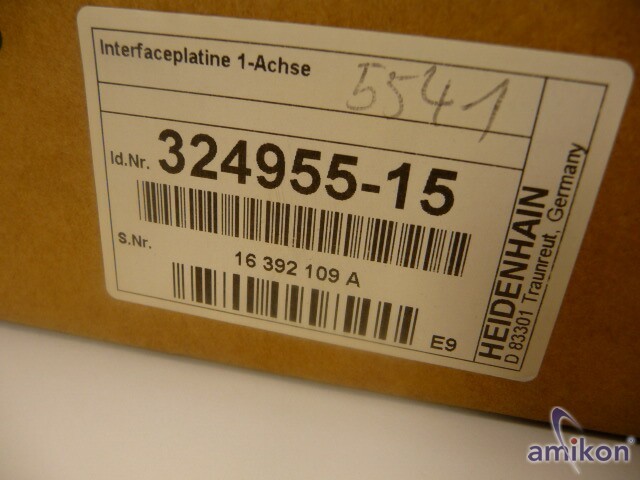 Interfaceplatine 1-Achse
5541
Id.Nr. 324955-15
S.Nr.
16 392 109 A
E9
HEIDENHAIN
D 83301 Traunreut, Germany
amikon®